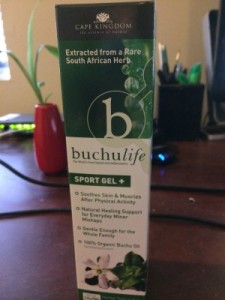 CAPE KINGDOM
Extracted from a Rare
South African Herb
b
buchulife
SPORT GEL +
Soothes Skin & Muscles
After Physical Activity
Natural Healing Support
for Everyday Minor
Mishaps
Gentle Enough for the
Whole Family
100% Organic Buchu Oil